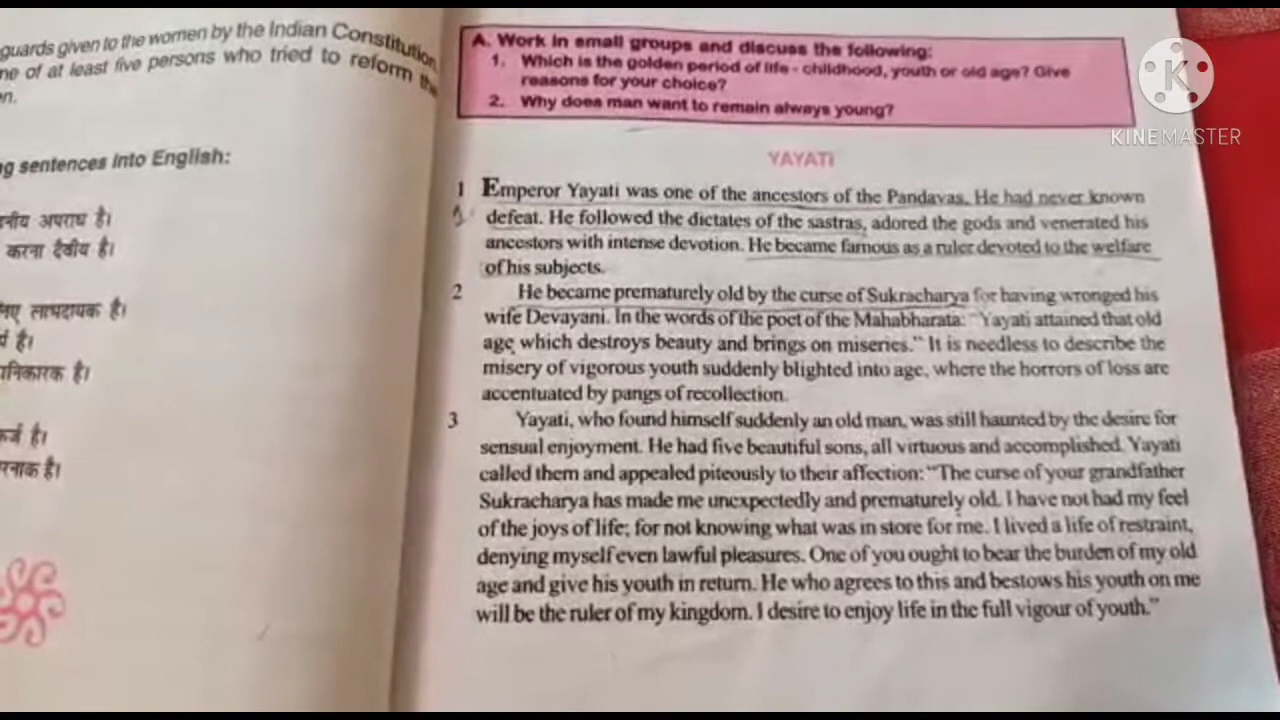 guards given to the women by the Indian Constitution,
ne of at least five persons who tried to reform the
en.
ng sentences into English:
अपराध है।
करना दैवीय है।
लाभदायक है।
है।
है।
है।
है।
A. Work in small groups and discuss the following:
1. Which is the golden period of life - childhood, youth or old age? Give
reasons for your choice?
2. Why does man want to remain always young?
KINEMASTER
YAYATI
1 Emperor Yayati was one of the ancestors of the Pandavas. He had never known
defeat. He followed the dictates of the sastras, adored the gods and venerated his
ancestors with intense devotion. He became famous as a ruler devoted to the welfare
of his subjects.
2 He became prematurely old by the curse of Sukracharya for having wronged his
wife Devayani. In the words of the poet of the Mahabharata: "Yayati attained that old
age which destroys beauty and brings on miseries." It is needless to describe the
misery of vigorous youth suddenly blighted into age, where the horrors of loss are
accentuated by pangs of recollection.
3 Yayati, who found himself suddenly an old man, was still haunted by the desire for
sensual enjoyment. He had five beautiful sons, all virtuous and accomplished. Yayati
called them and appealed piteously to their affection: "The curse of your grandfather
Sukracharya has made me unexpectedly and prematurely old. I have not had my feel
of the joys of life; for not knowing what was in store for me. I lived a life of restraint,
denying myself even lawful pleasures. One of you ought to bear the burden of my old
age and give his youth in return. He who agrees to this and bestows his youth on me
will be the ruler of my kingdom. I desire to enjoy life in the full vigour of youth."